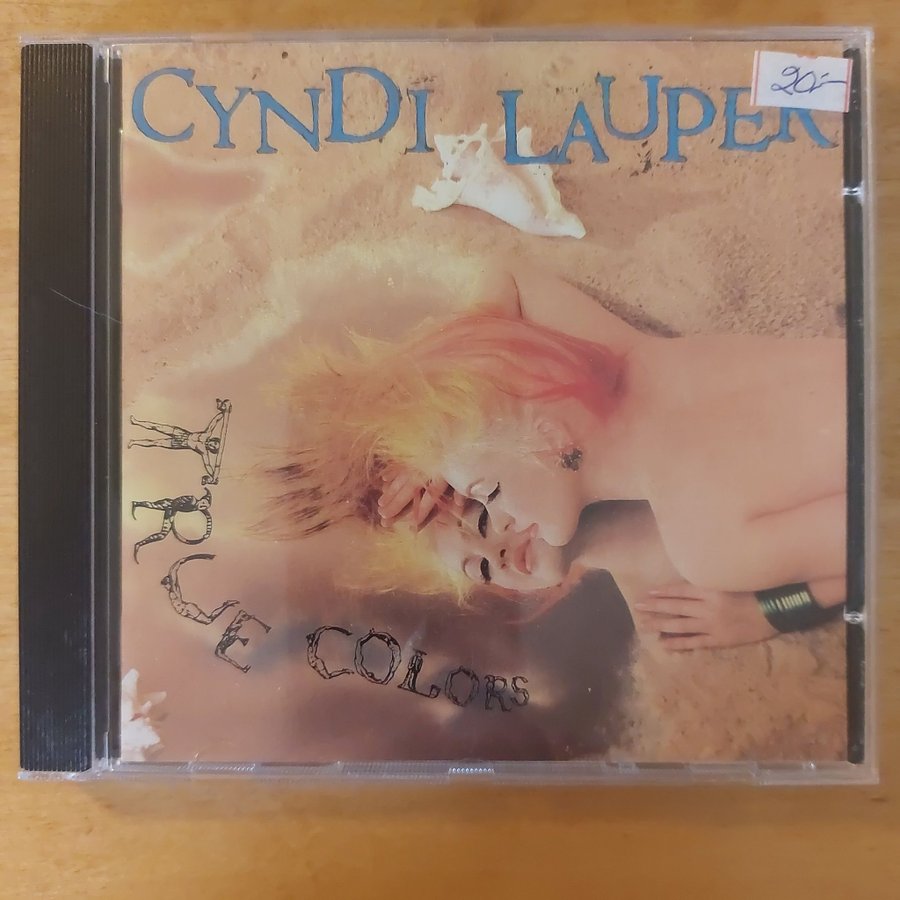 CYNDI LAUPER
20:-
TRUE COLORS